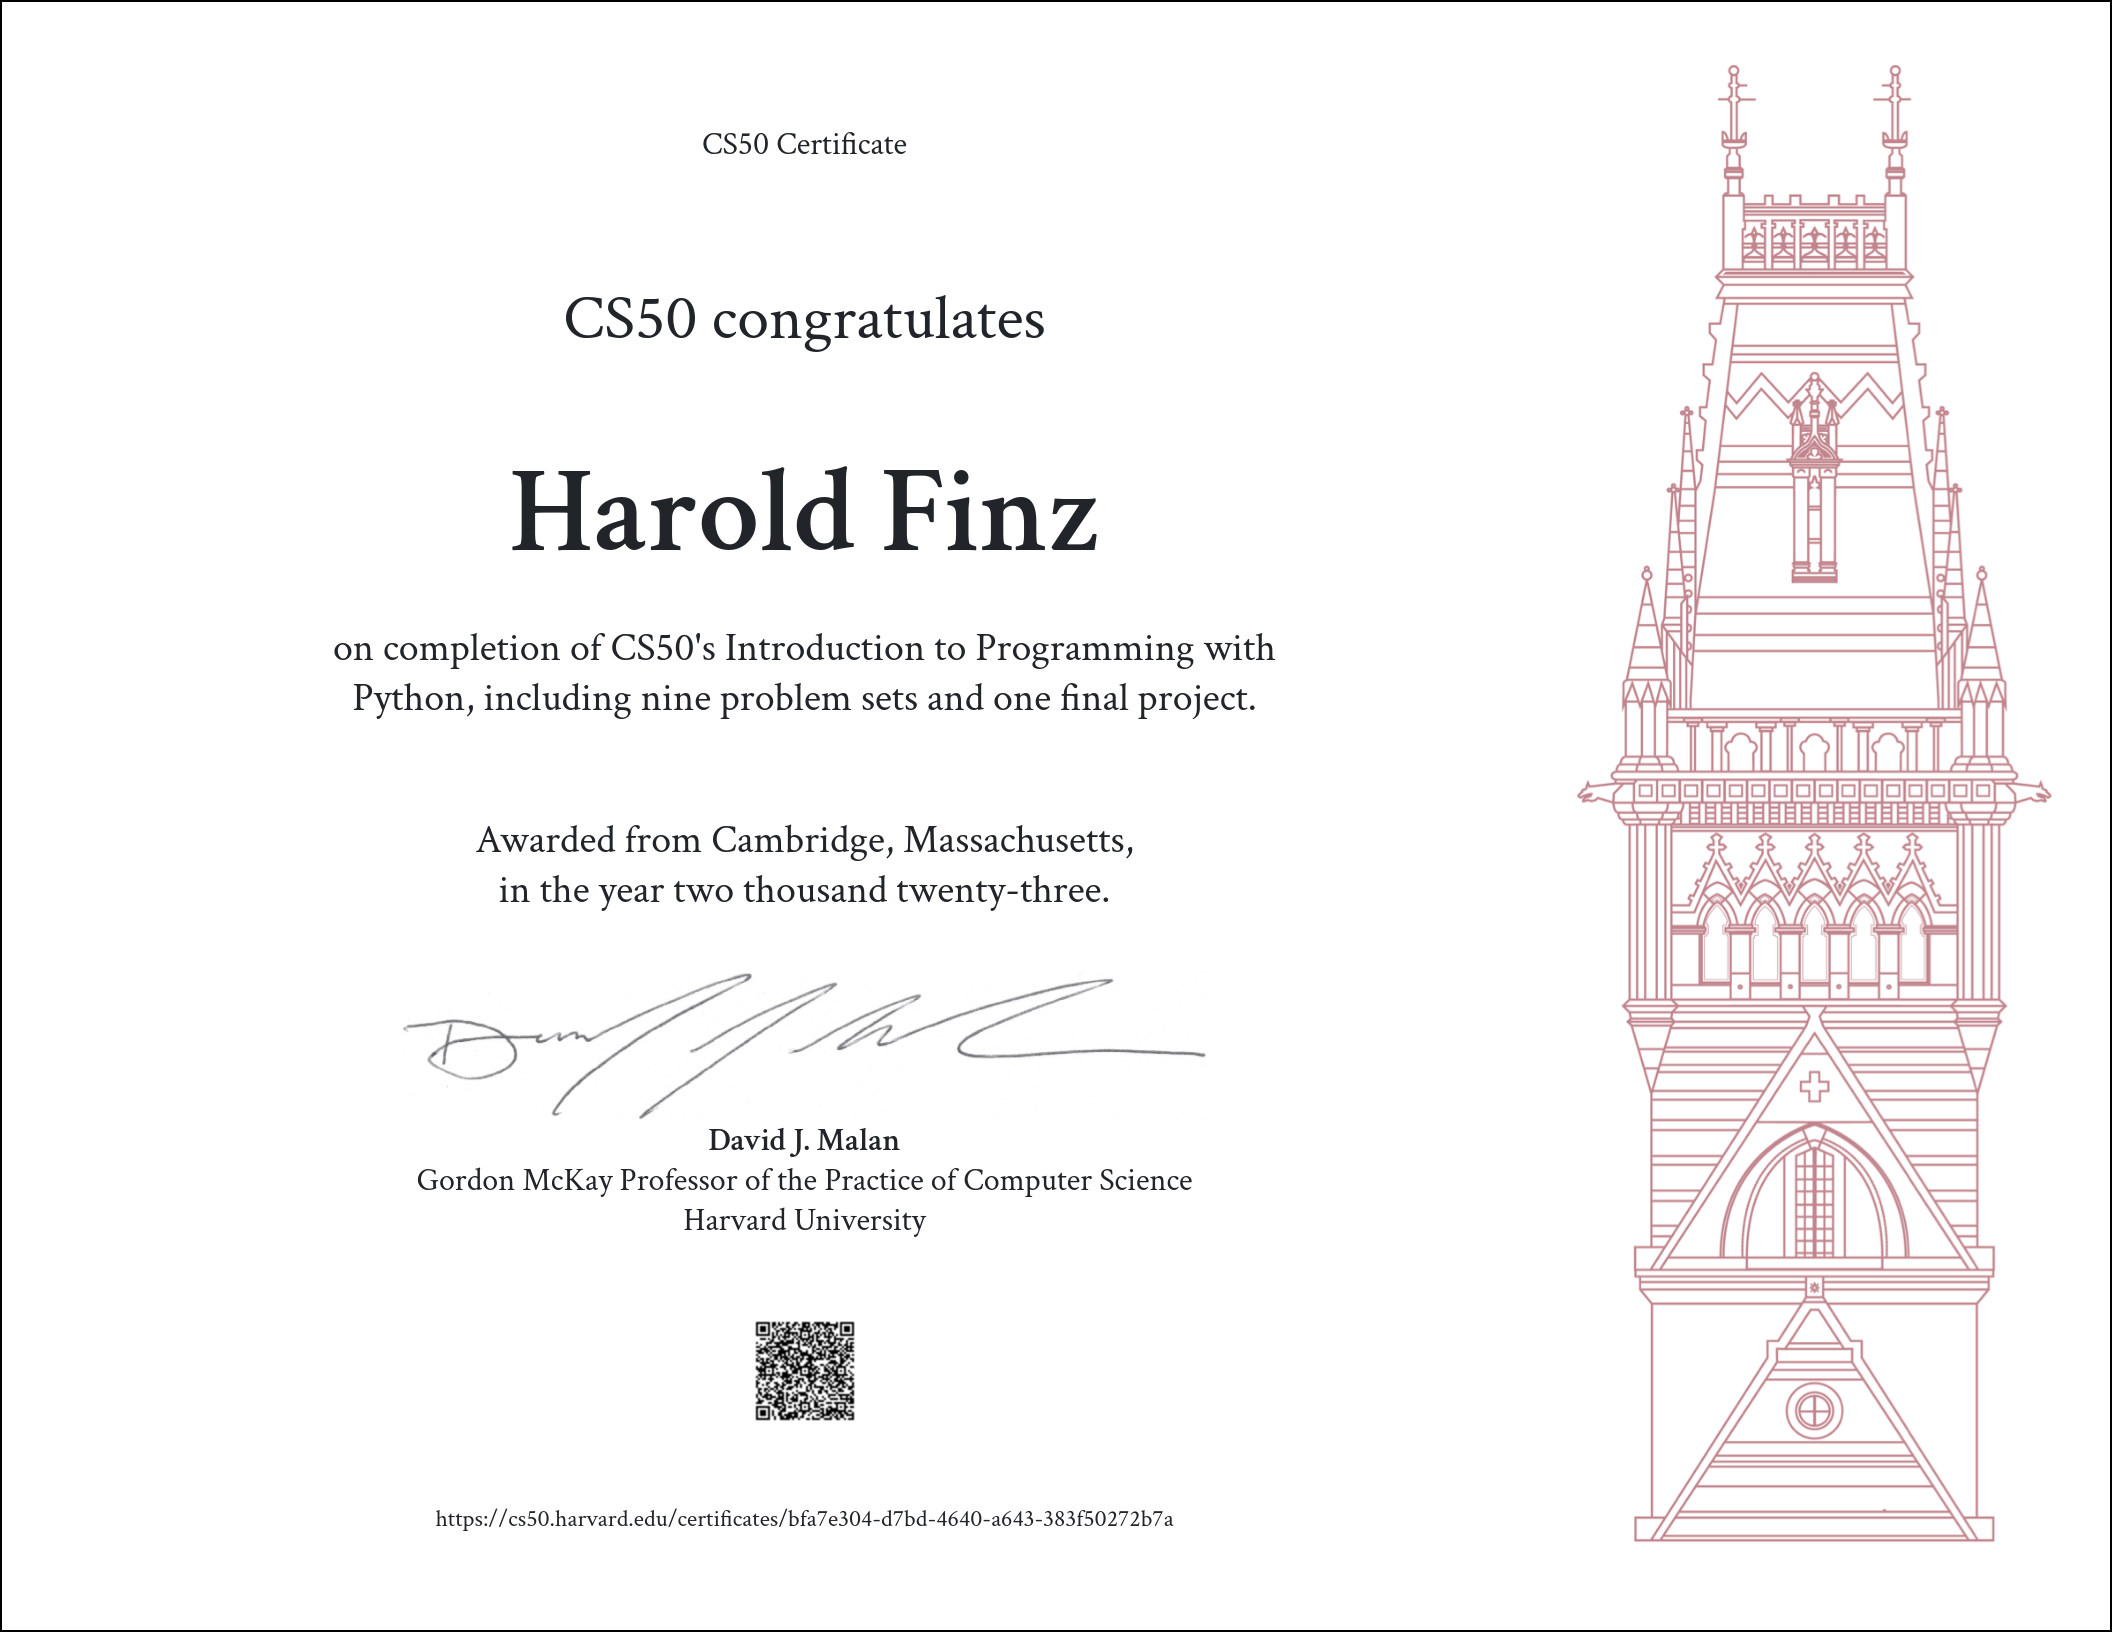 CS50 Certificate
CS50 congratulates
Harold Finz
on completion of CS50's Introduction to Programming with
Python, including nine problem sets and one final project.
Awarded from Cambridge, Massachusetts,
in the year two thousand twenty-three.
David J. Malan
Gordon McKay Professor of the Practice of Computer Science
Harvard University
https://cs50.harvard.edu/certificates/bfa7e304-d7bd-4640-a643-383f50272b7a